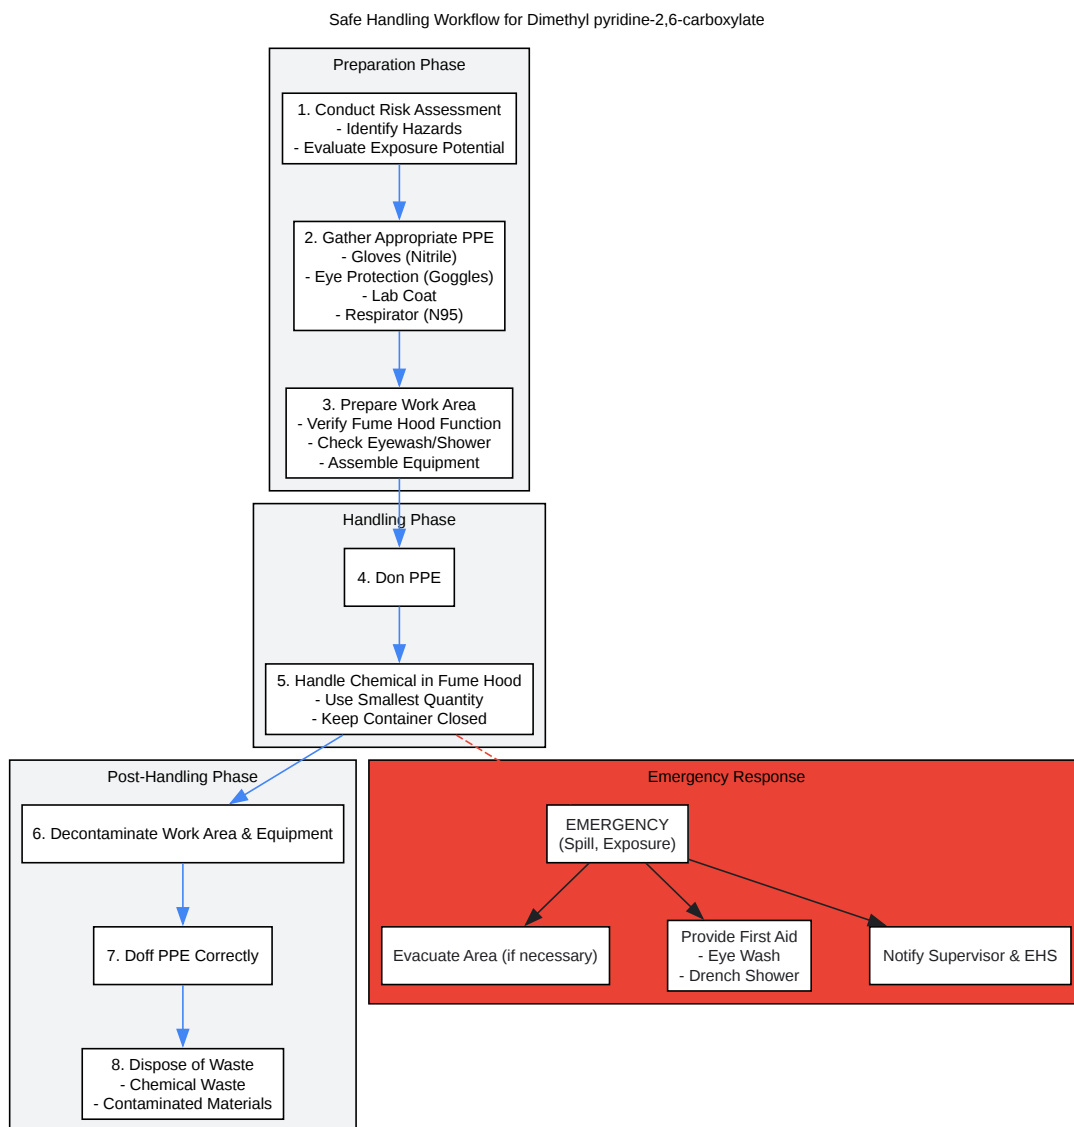 Safe Handling Workflow for Dimethyl pyridine-2,6-carboxylate
Preparation Phase
1. Conduct Risk Assessment
- Identify Hazards
- Evaluate Exposure Potential
2. Gather Appropriate PPE
- Gloves (Nitrile)
- Eye Protection (Goggles)
- Lab Coat
- Respirator (N95)
3. Prepare Work Area
- Verify Fume Hood Function
- Check Eyewash/Shower
- Assemble Equipment
Handling Phase
4. Don PPE
5. Handle Chemical in Fume Hood
- Use Smallest Quantity
- Keep Container Closed
Post-Handling Phase
6. Decontaminate Work Area & Equipment
7. Doff PPE Correctly
8. Dispose of Waste
- Chemical Waste
- Contaminated Materials
Emergency Response
EMERGENCY
(Spill, Exposure)
Evacuate Area (if necessary)
Provide First Aid
- Eye Wash
- Drench Shower
Notify Supervisor & EHS